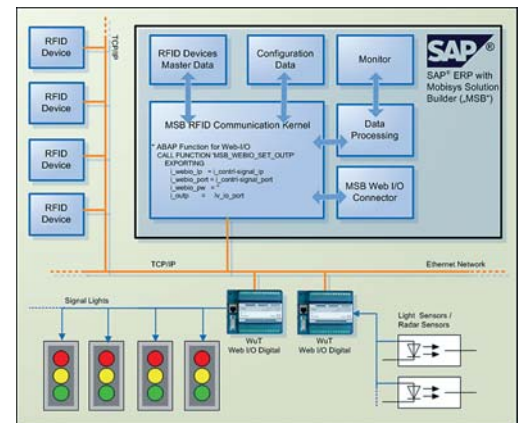 RFID
Device
RFID
Device
RFID
Device
RFID
Device
TCP/IP
RFID Devices
Master Data
Configuration
Data
Monitor
SAP ®
SAP® ERP with
Mobisys Solution
Builder („MSB“)
MSB RFID Communication Kernel
* ABAP Function for Web-I/O
CALL FUNCTION 'MSB_WEBIO_SET_OUTP'
EXPORTING
i_webio_ip = i_contrl-signal_ip
i_webio_port = i_contrl-signal_port
i_webio_pw = ''
i_outp = lv_io_port
Data
Processing
MSB Web I/O
Connector
TCP/IP
Ethernet Network
Signal Lights
WuT
Web I/O Digital
WuT
Web I/O Digital
Light Sensors /
Radar Sensors